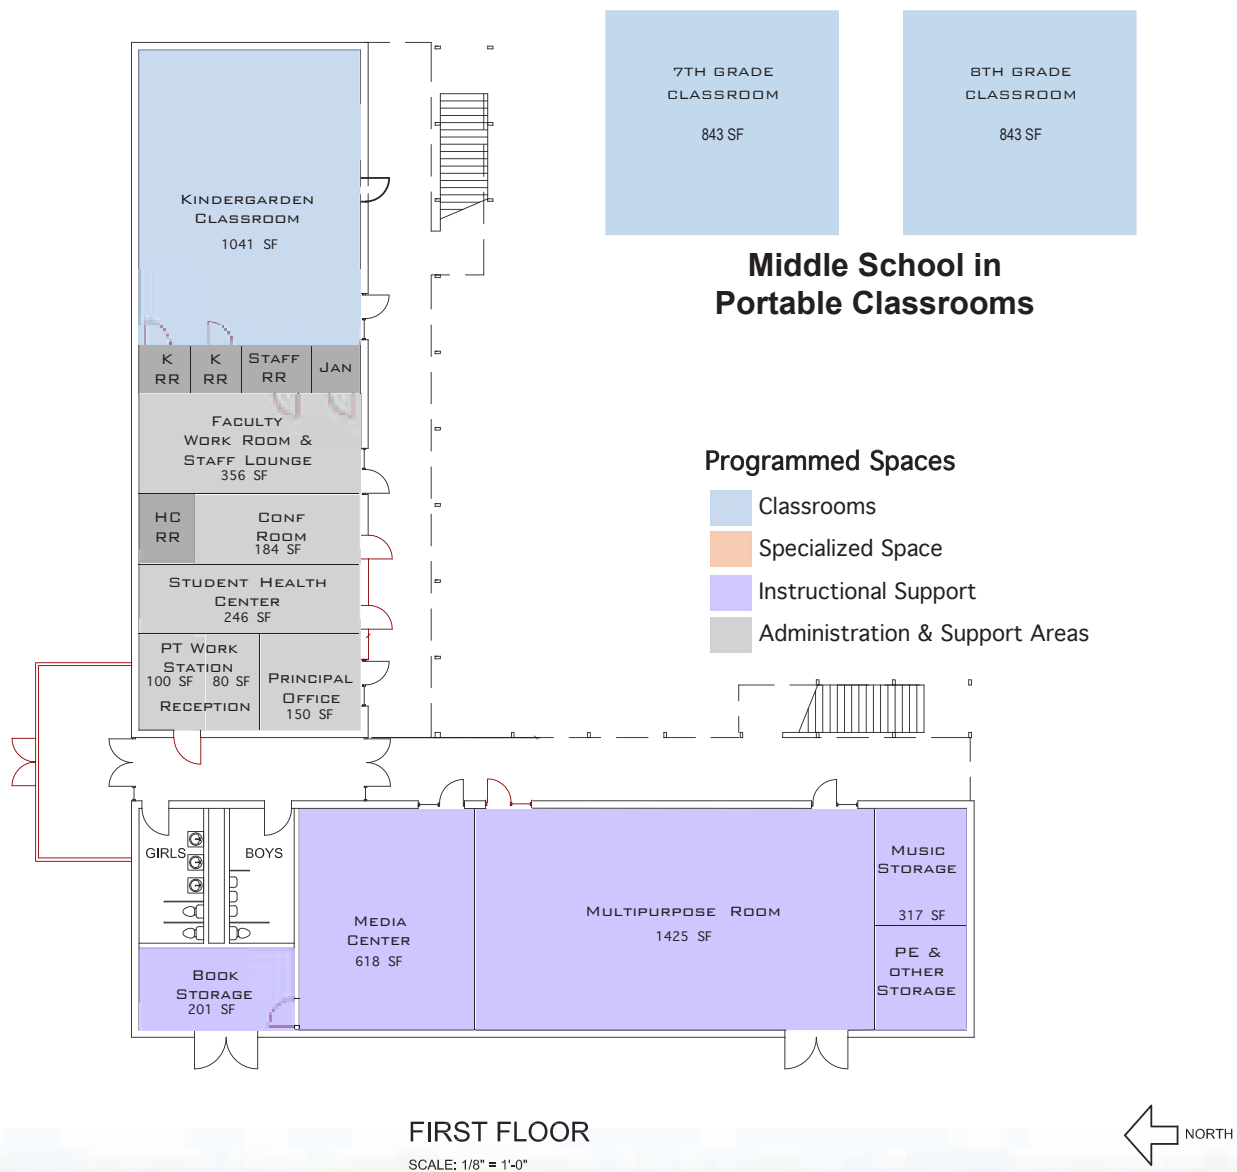 7TH GRADE
CLASSROOM
843 SF
8TH GRADE
CLASSROOM
843 SF
Middle School in
Portable Classrooms
KINDERGARDEN
CLASSROOM
1041 SF
K
RR
K
RR
STAFF
RR
JAN
FACULTY
WORK ROOM &
STAFF LOUNGE
356 SF
HC
RR
CONF
ROOM
184 SF
STUDENT HEALTH
CENTER
246 SF
PT WORK
STATION
100 SF
80 SF
RECEPTION
PRINCIPAL
OFFICE
150 SF
Programmed Spaces
Classrooms
Specialized Space
Instructional Support
Administration & Support Areas
GIRLS
BOYS
BOOK
STORAGE
201 SF
MEDIA
CENTER
618 SF
MULTIPURPOSE ROOM
1425 SF
MUSIC
STORAGE
317 SF
PE &
OTHER
STORAGE
FIRST FLOOR
SCALE: 1/8" = 1'-0"
NORTH